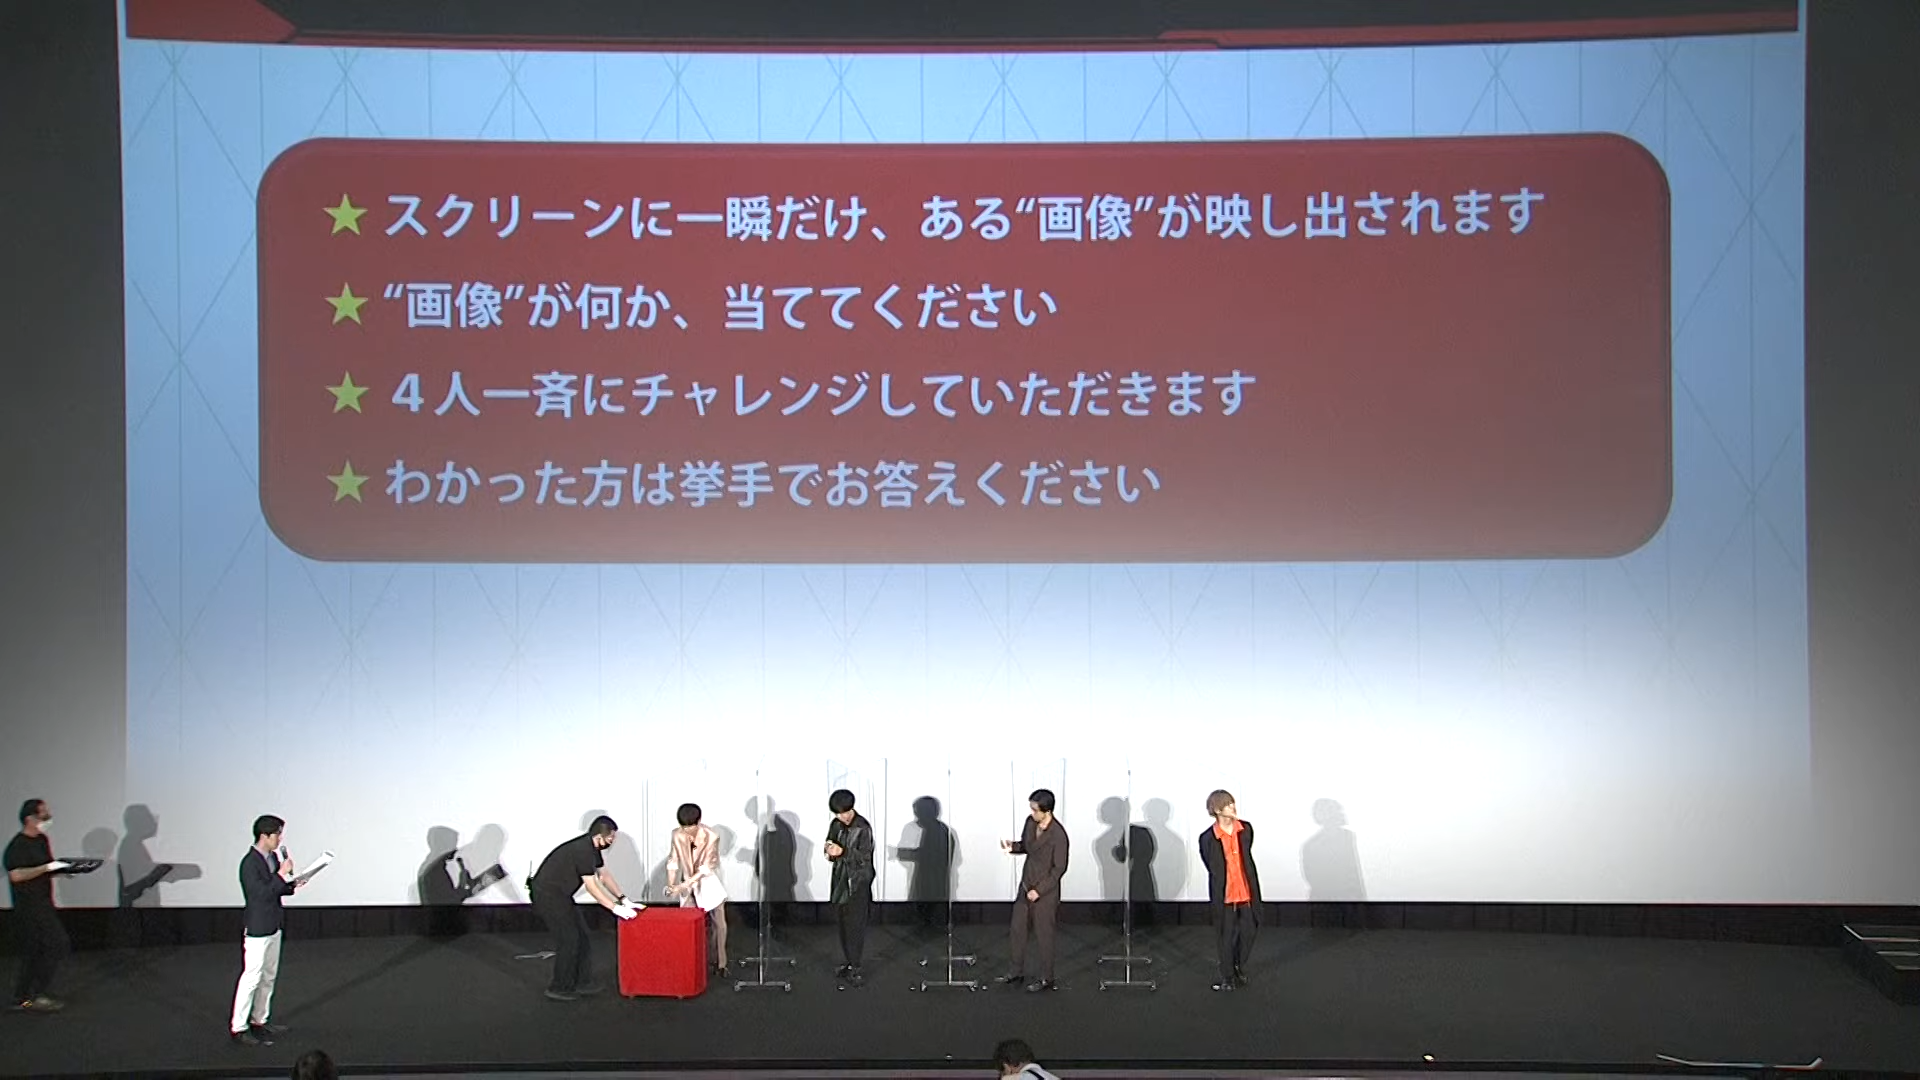 ★ スクリーンに一瞬だけ、ある“画像”が映し出されます
★ “画像”が何か、当ててください
★ 4人一斉にチャレンジしていただきます
★ わかった方は挙手でお答えください